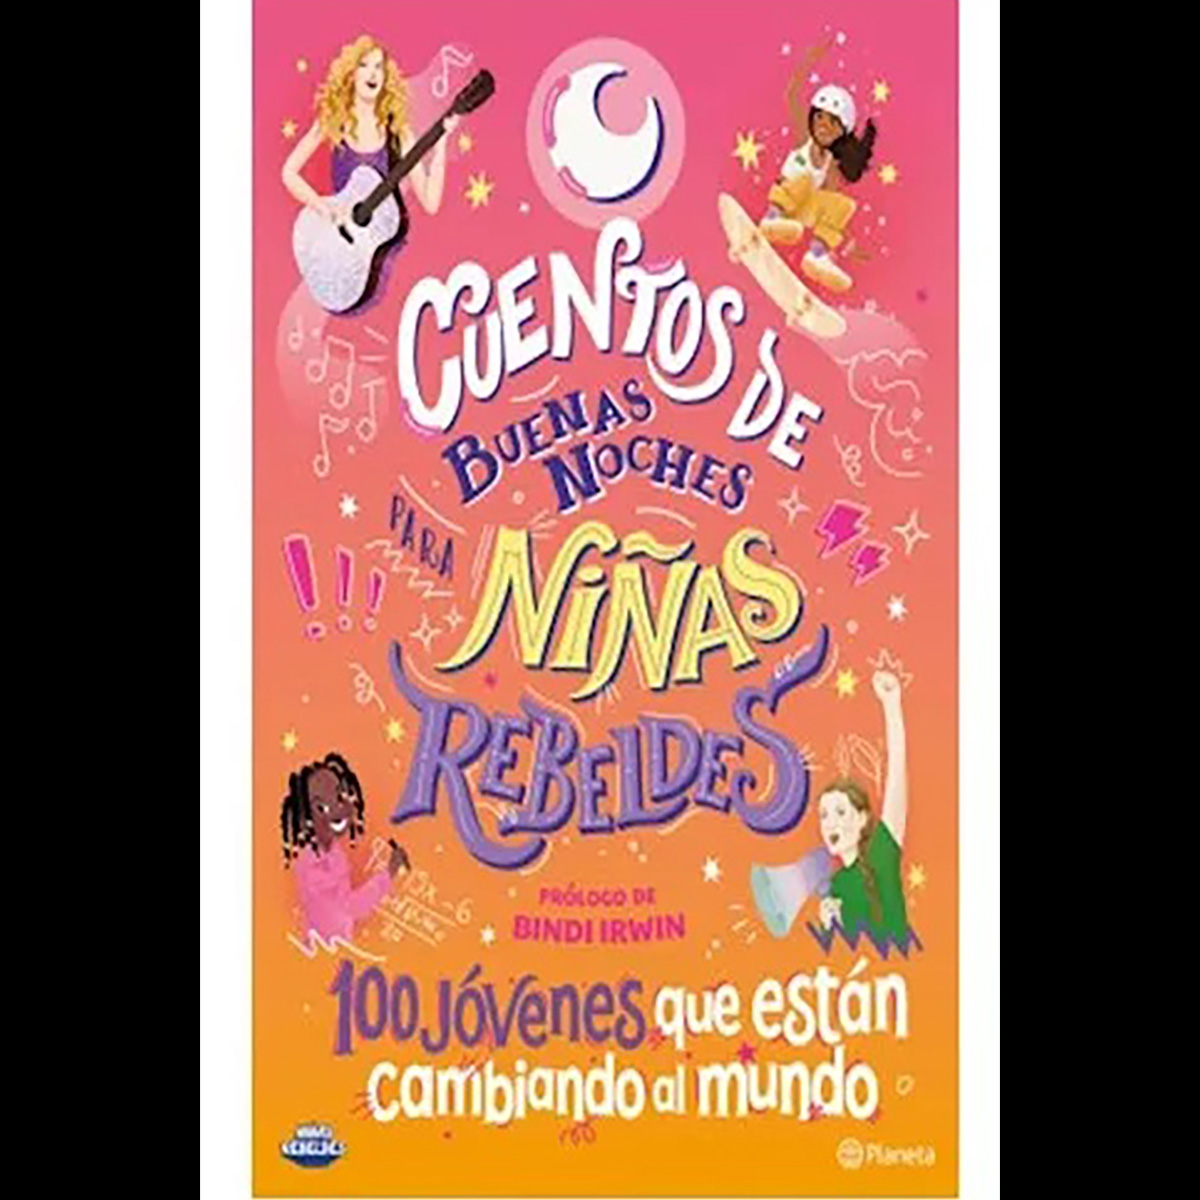 CUENTOS DE
BUENAS
NOCHES
PARA
NIÑAS
REBELDES
PRÓLOGO DE
BINDI IRWIN
100 JÓVENES que están
cambiando al mundo
Planeta